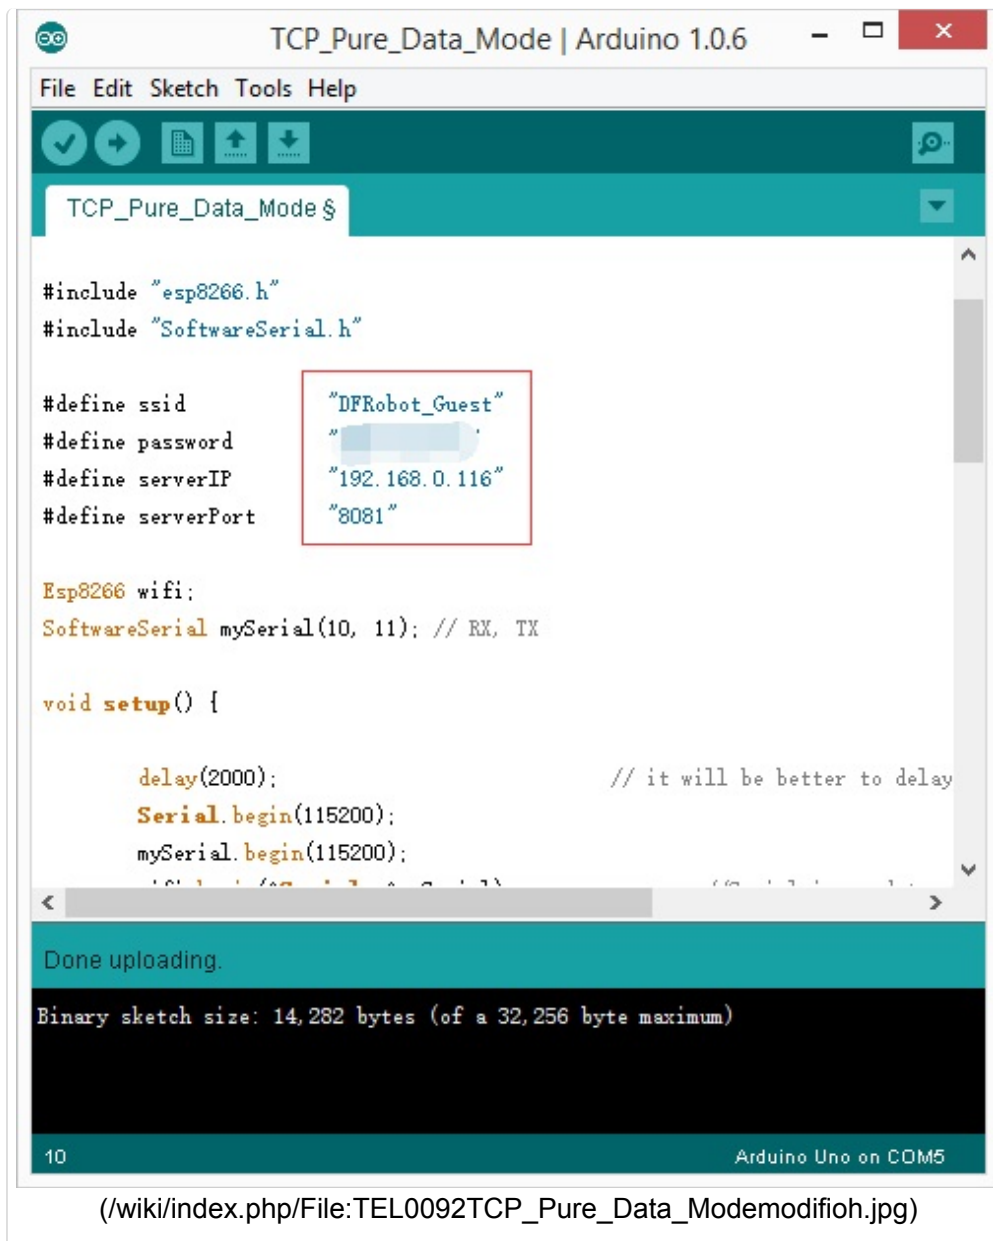 TCP_Pure_Data_Mode | Arduino 1.0.6
File Edit Sketch Tools Help
TCP_Pure_Data_Mode §
#include "esp8266.h"
#include "SoftwareSerial.h"
#define ssid "DFRobot_Guest"
#define password "
#define serverIP "192.168.0.116"
#define serverPort "8081"
Esp8266 wifi;
SoftwareSerial mySerial(10, 11); // RX, TX
void setup() {
delay(2000); // it will be better to delay
Serial.begin(115200);
mySerial.begin(115200);
Done uploading.
Binary sketch size: 14,282 bytes (of a 32,256 byte maximum)
10 Arduino Uno on COM5
(/wiki/index.php/File:TEL0092TCP_Pure_Data_Modemodifioh.jpg)